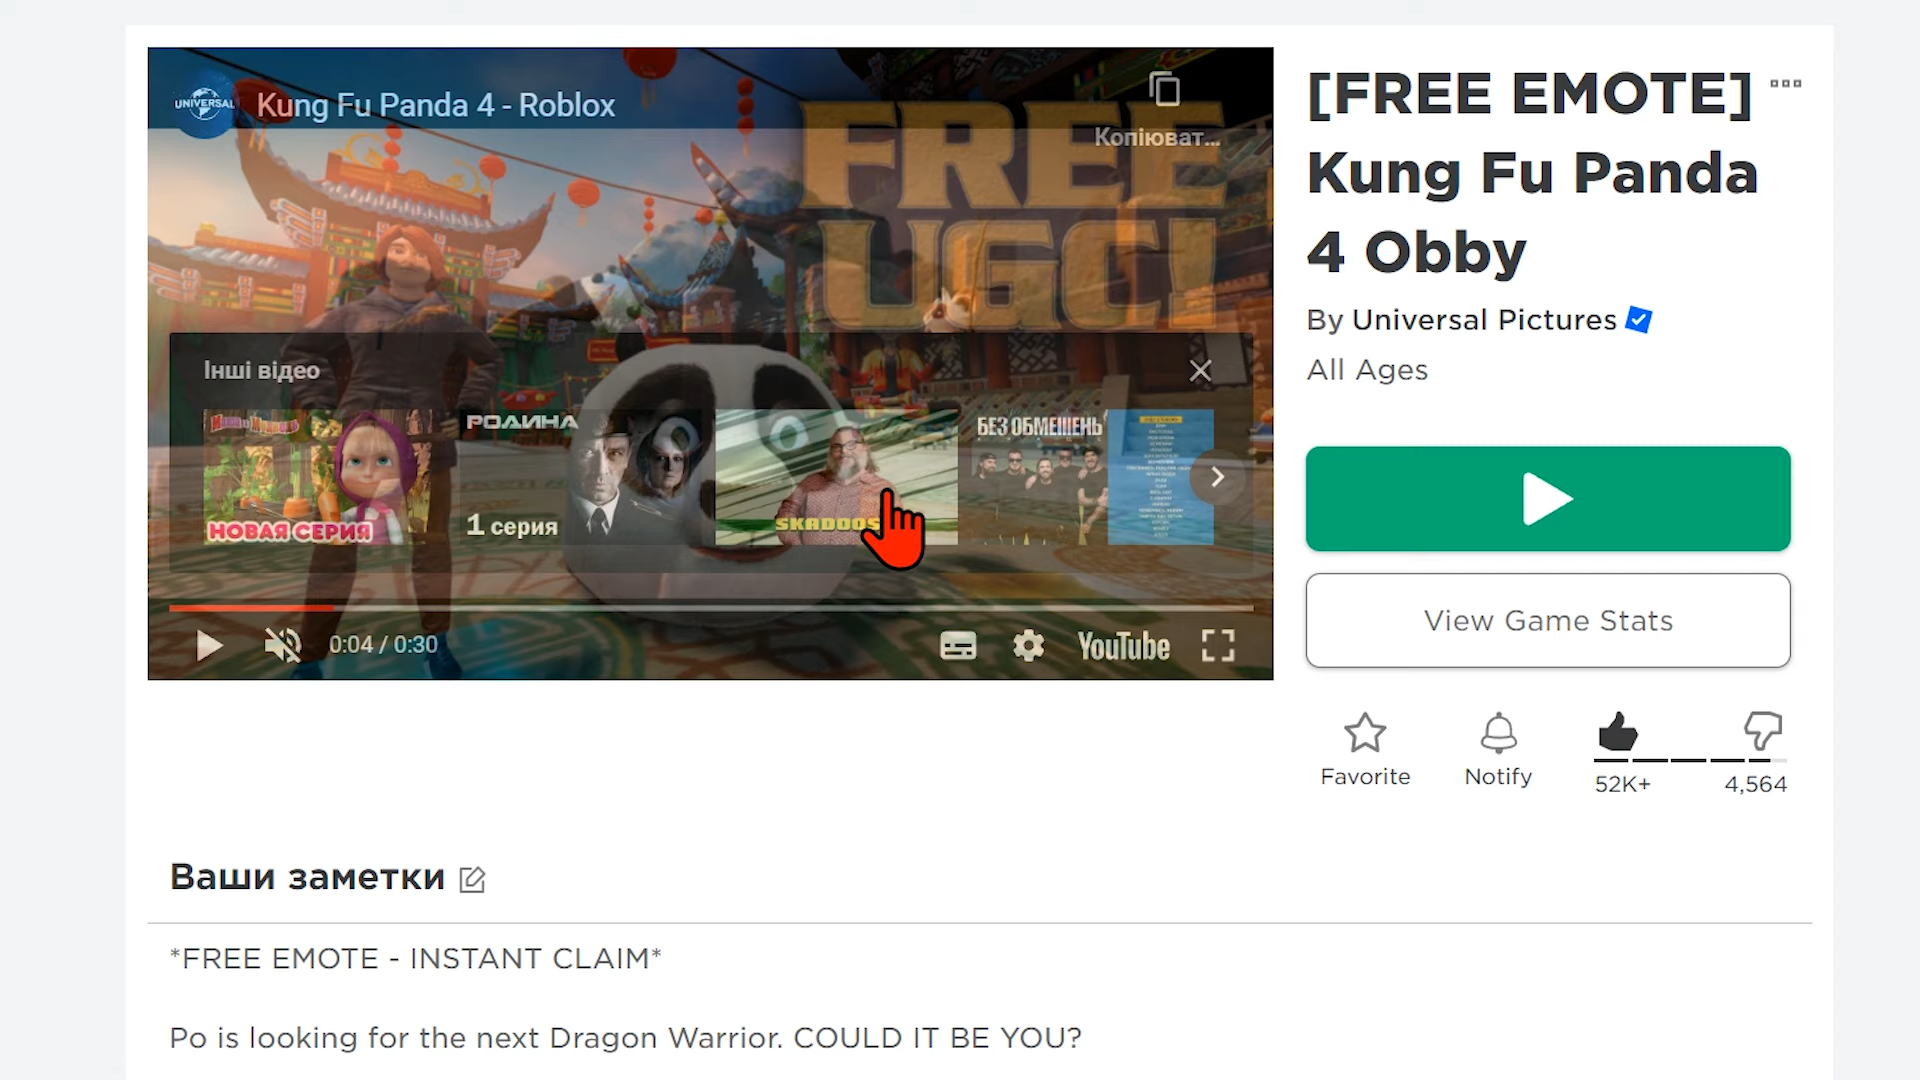 UNIVERSAL
Kung Fu Panda 4 - Roblox
Копіюват...
FREE
UGC!
Інші відео
НОВАЯ СЕРИЯ
РОДИНА
1 серия
SKADOOS
БЕЗ ОБМЕЖЕНЬ
0:04 / 0:30
YouTube
[FREE EMOTE]
Kung Fu Panda
4 Obby
By Universal Pictures
All Ages
View Game Stats
Favorite
Notify
52K+
4,564
Ваши заметки
*FREE EMOTE - INSTANT CLAIM*
Po is looking for the next Dragon Warrior. COULD IT BE YOU?